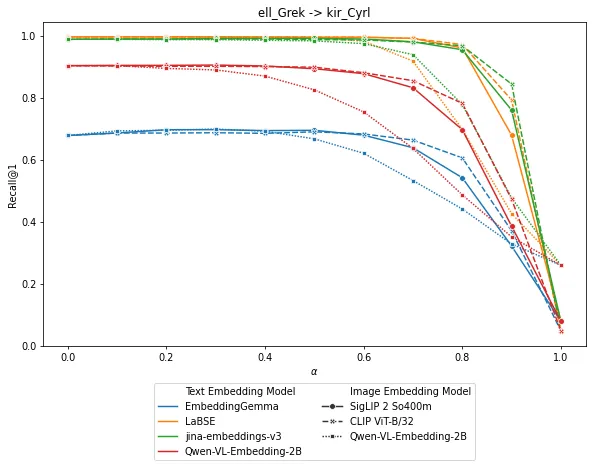 ell_Grek -> kir_Cyrl
Recall@1
1.0
0.8
0.6
0.4
0.2
0.0
0.0 0.2 0.4 0.6 0.8 1.0
α
Text Embedding Model Image Embedding Model
EmbeddingGemma SigLIP 2 So400m
LaBSE CLIP ViT-B/32
jina-embeddings-v3 Qwen-VL-Embedding-2B
Qwen-VL-Embedding-2B